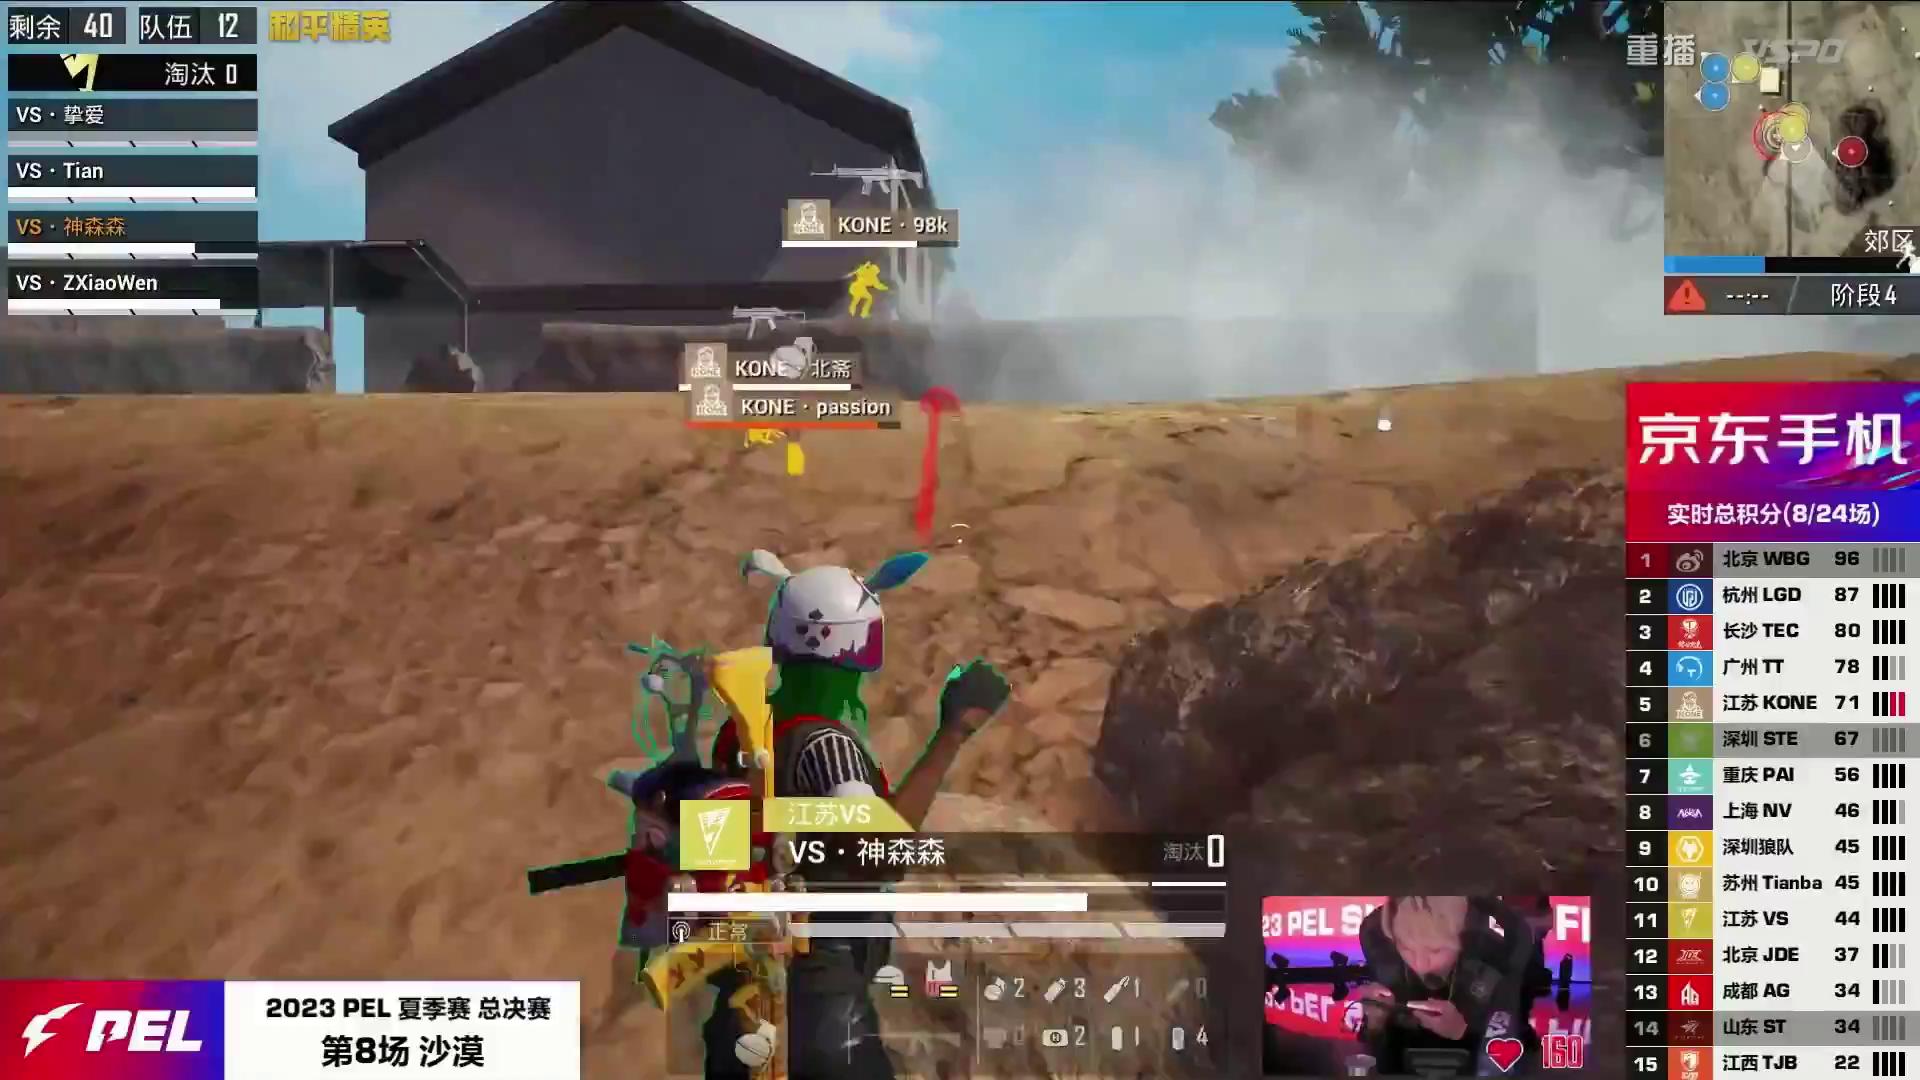 剩余 40 队伍 12 和平精英
淘汰 0
VS · 挚爱
VS · Tian
VS · 神森森
VS · ZXiaoWen
KONE · 98k
KONE · 北斋
KONE · passion
重播 VSPO
郊区
--:-- 阶段4
京东手机
实时总积分(8/24场)
1 北京 WBG 96
2 杭州 LGD 87
3 长沙 TEC 80
4 广州 TT 78
5 江苏 KONE 71
6 深圳 STE 67
7 重庆 PAI 56
8 上海 NV 46
9 深圳狼队 45
10 苏州 Tianba 45
11 江苏 VS 44
12 北京 JDE 37
13 成都 AG 34
14 山东 ST 34
15 江西 TJB 22
江苏VS
VS · 神森森 淘汰 0
正常
2 3 1 0
0 2 1 4
23 PEL S
FI
160
PEL
2023 PEL 夏季赛 总决赛
第8场 沙漠